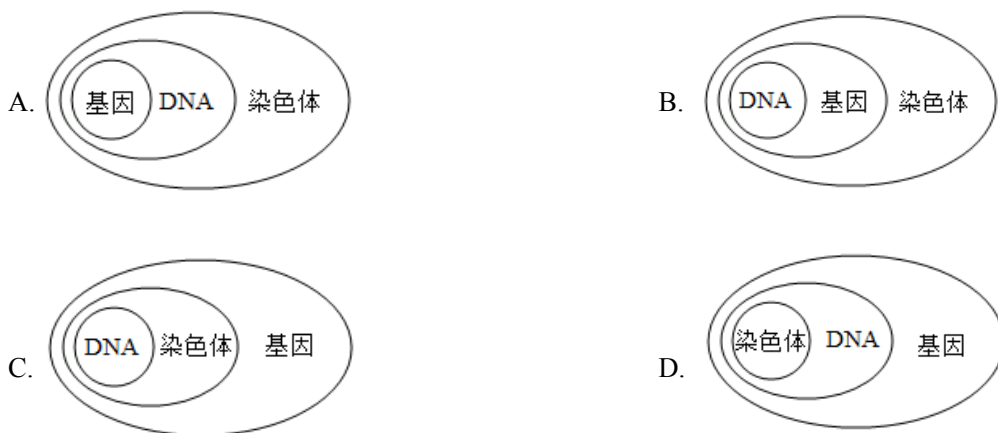 A. 基因 DNA 染色体
B. DNA 基因 染色体
C. DNA 染色体 基因
D. 染色体 DNA 基因